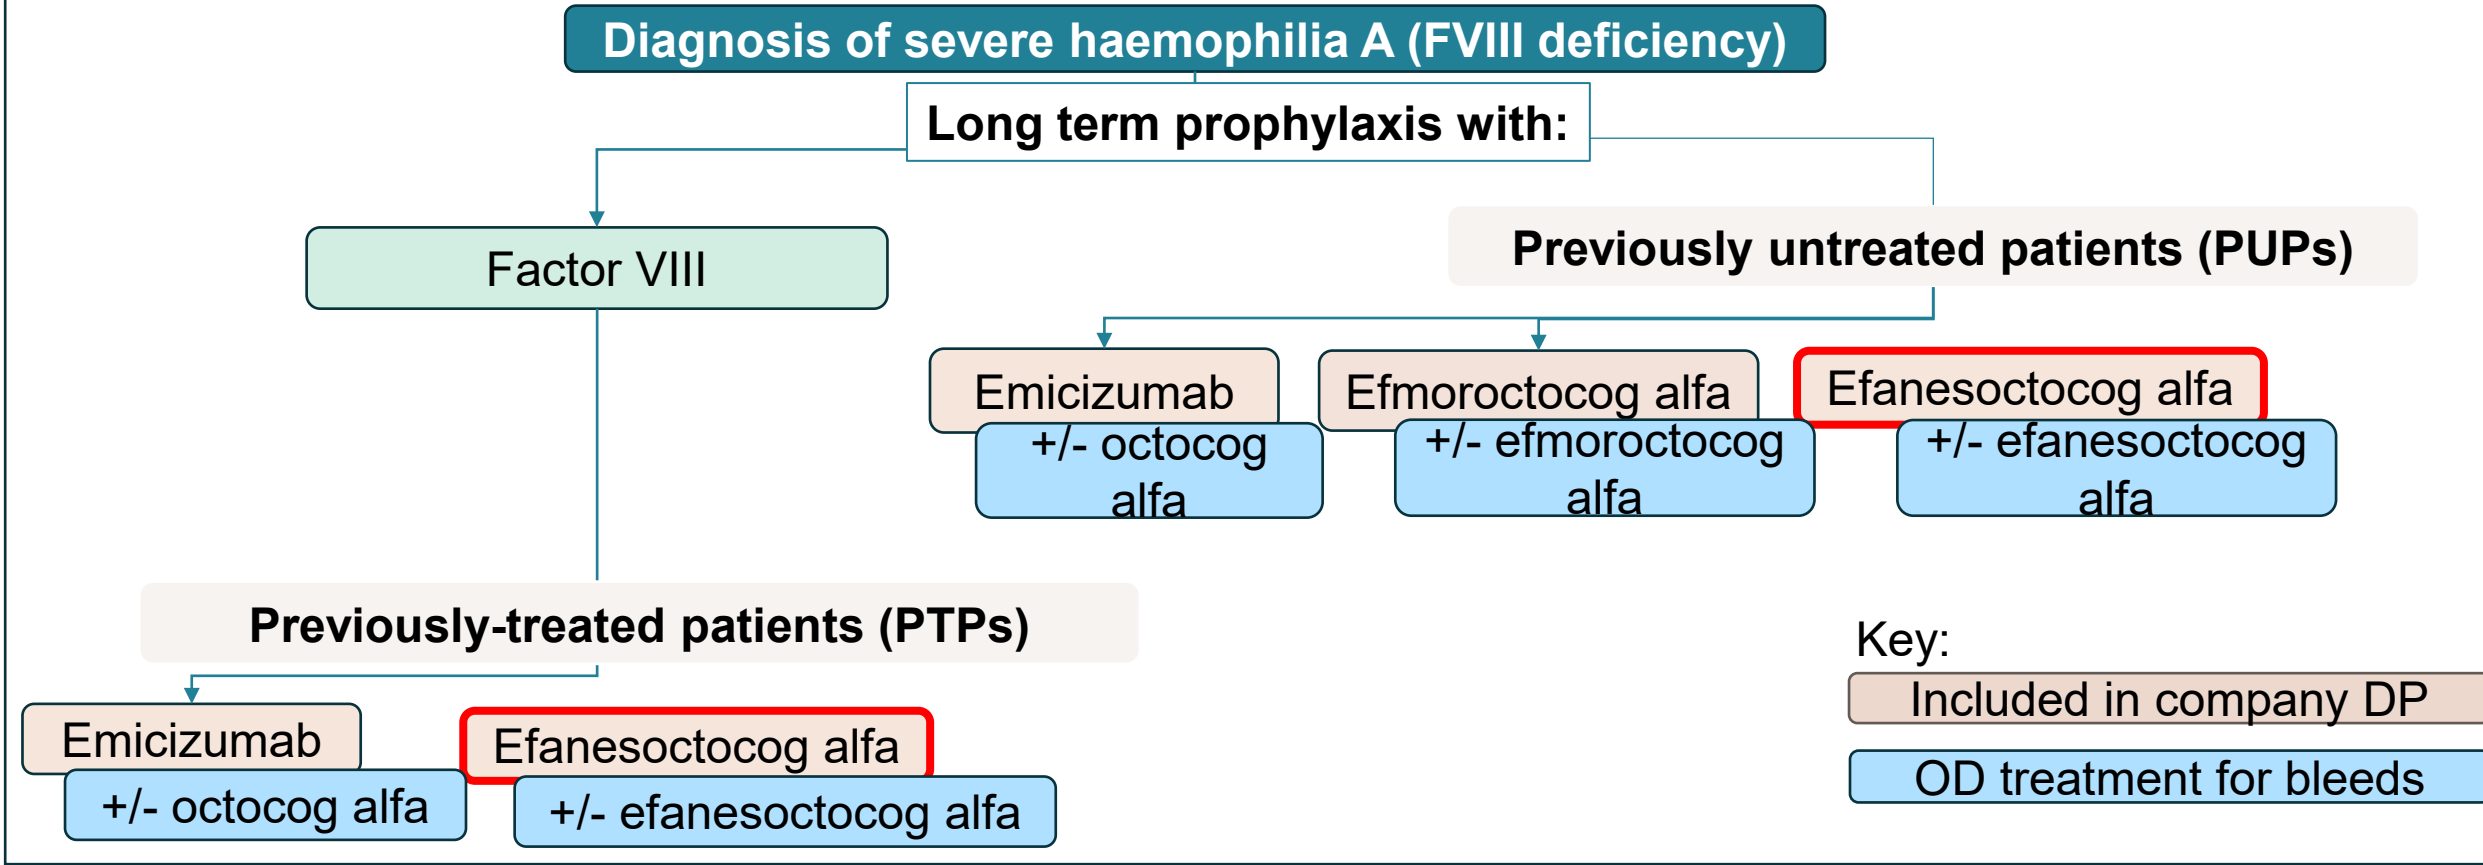 Diagnosis of severe haemophilia A (FVIII deficiency)
Long term prophylaxis with:
Factor VIII
Previously untreated patients (PUPs)
Emicizumab
+/- octocog
alfa
Efmoroctocog alfa
+/- efmoroctocog
alfa
Efanesoctocog alfa
+/- efanesoctocog
alfa
Previously-treated patients (PTPs)
Emicizumab
+/- octocog alfa
Efanesoctocog alfa
+/- efanesoctocog alfa
Key:
Included in company DP
OD treatment for bleeds